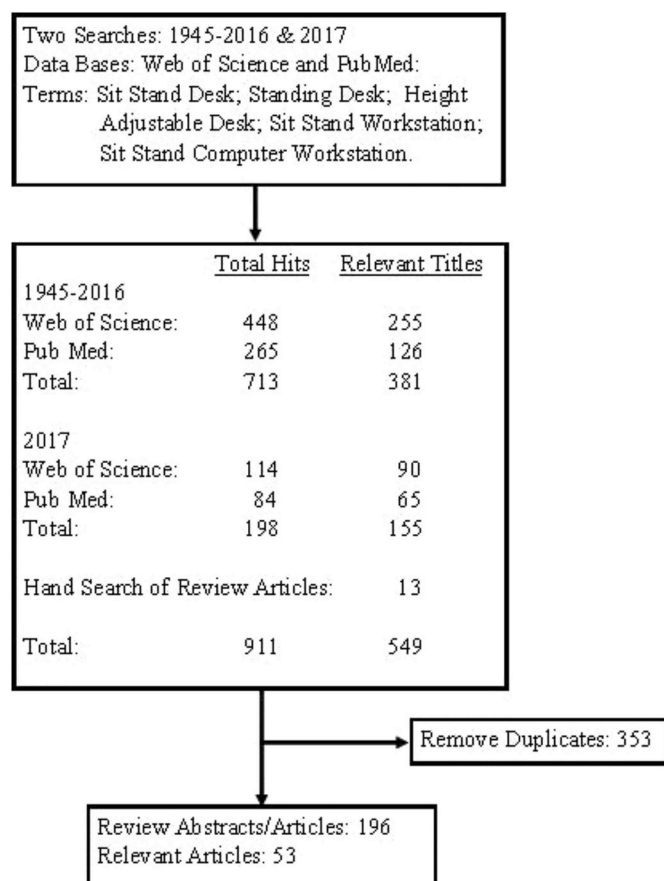 Two Searches: 1945-2016 & 2017
Data Bases: Web of Science and PubMed:
Terms: Sit Stand Desk; Standing Desk; Height
Adjustable Desk; Sit Stand Workstation;
Sit Stand Computer Workstation.
Total Hits Relevant Titles
1945-2016
Web of Science: 448 255
Pub Med: 265 126
Total: 713 381
2017
Web of Science: 114 90
Pub Med: 84 65
Total: 198 155
Hand Search of Review Articles: 13
Total: 911 549
Remove Duplicates: 353
Review Abstracts/Articles: 196
Relevant Articles: 53